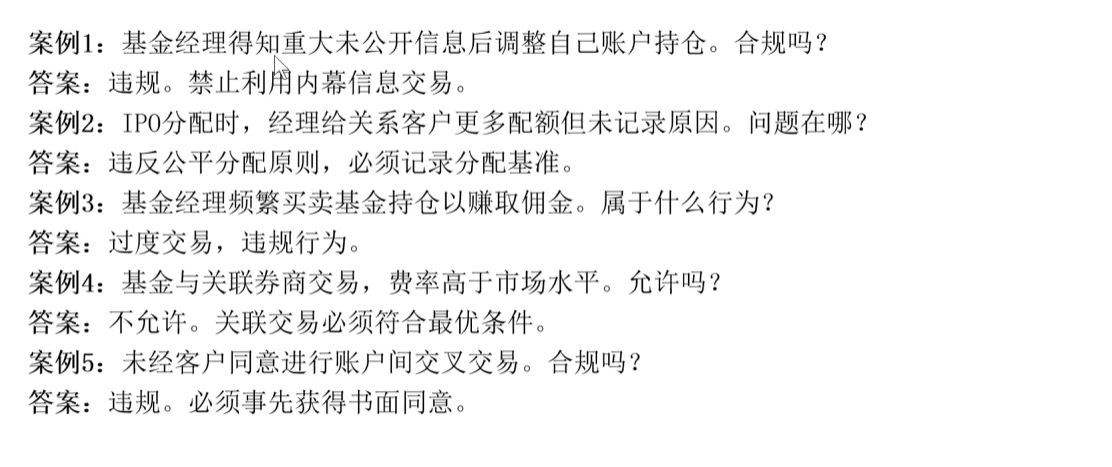 案例1：基金经理得知重大未公开信息后调整自己账户持仓。合规吗？
答案：违规。禁止利用内幕信息交易。
案例2：IPO分配时，经理给关系客户更多配额但未记录原因。问题在哪？
答案：违反公平分配原则，必须记录分配基准。
案例3：基金经理频繁买卖基金持仓以赚取佣金。属于什么行为？
答案：过度交易，违规行为。
案例4：基金与关联券商交易，费率高于市场水平。允许吗？
答案：不允许。关联交易必须符合最优条件。
案例5：未经客户同意进行账户间交叉交易。合规吗？
答案：违规。必须事先获得书面同意。